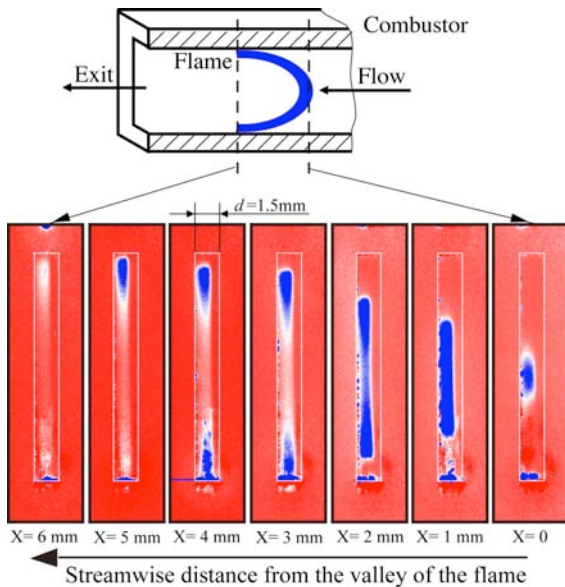 Combustor
Flame
Exit
Flow
d=1.5mm
X= 6 mm X= 5 mm X= 4 mm X= 3 mm X= 2 mm X= 1 mm X= 0
Streamwise distance from the valley of the flame